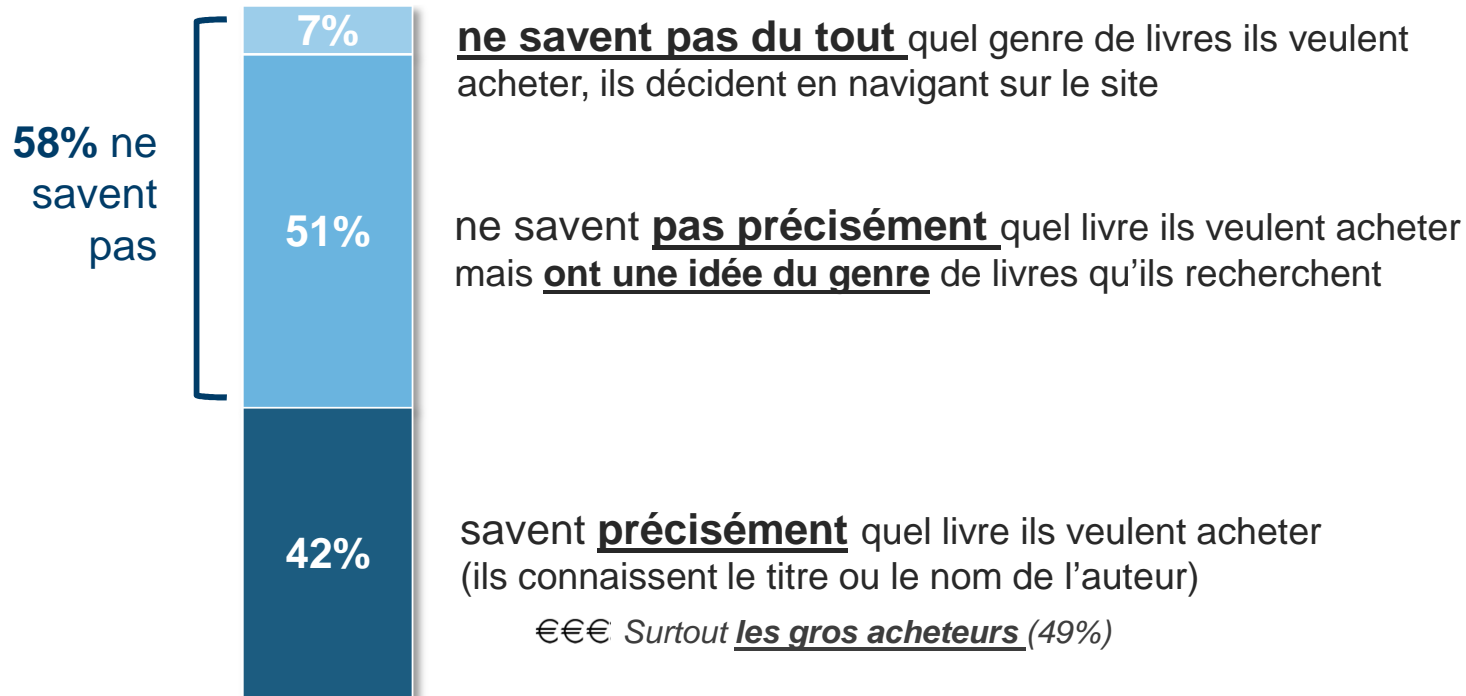 7%
ne savent pas du tout quel genre de livres ils veulent
acheter, ils décident en navigant sur le site
58% ne
savent
pas
51%
ne savent pas précisément quel livre ils veulent acheter
mais ont une idée du genre de livres qu'ils recherchent
42%
savent précisément quel livre ils veulent acheter
(ils connaissent le titre ou le nom de l'auteur)
€€€ Surtout les gros acheteurs (49%)